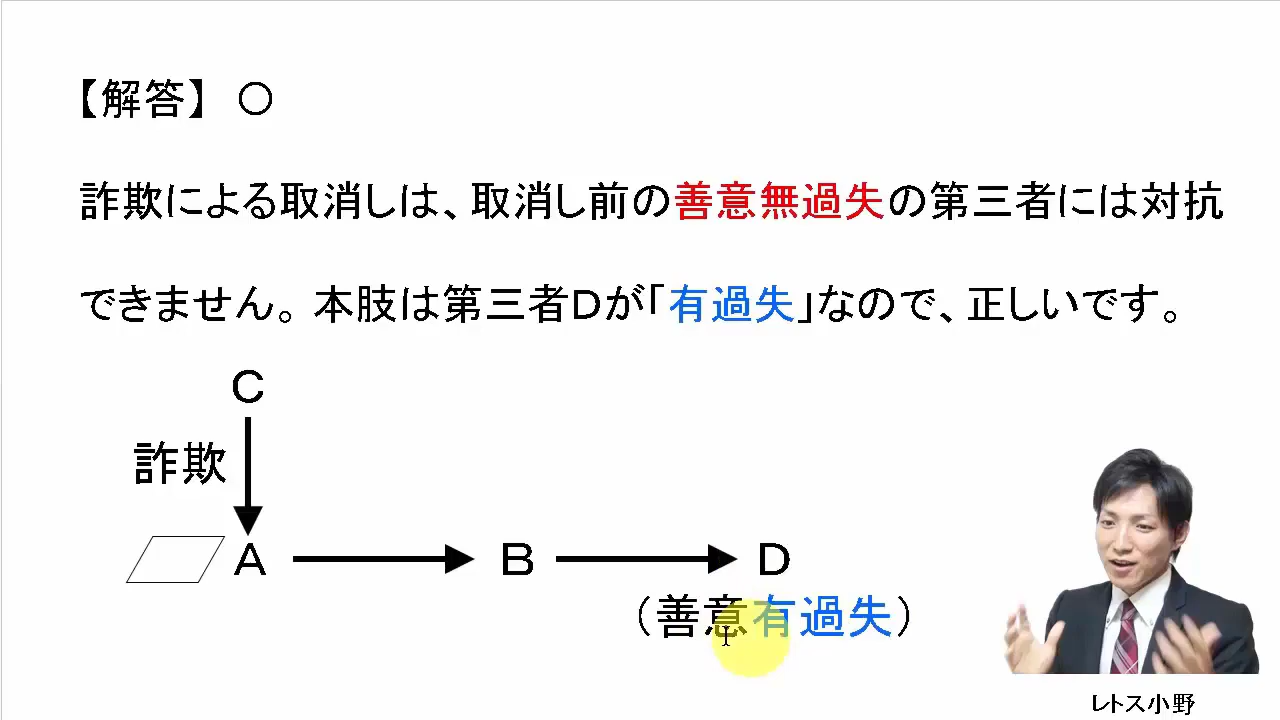 【解答】 〇
詐欺による取消しは、取消し前の善意無過失の第三者には対抗
できません。本肢は第三者Dが「有過失」なので、正しいです。
C
詐欺
A B D
（善意有過失）
レトス小野